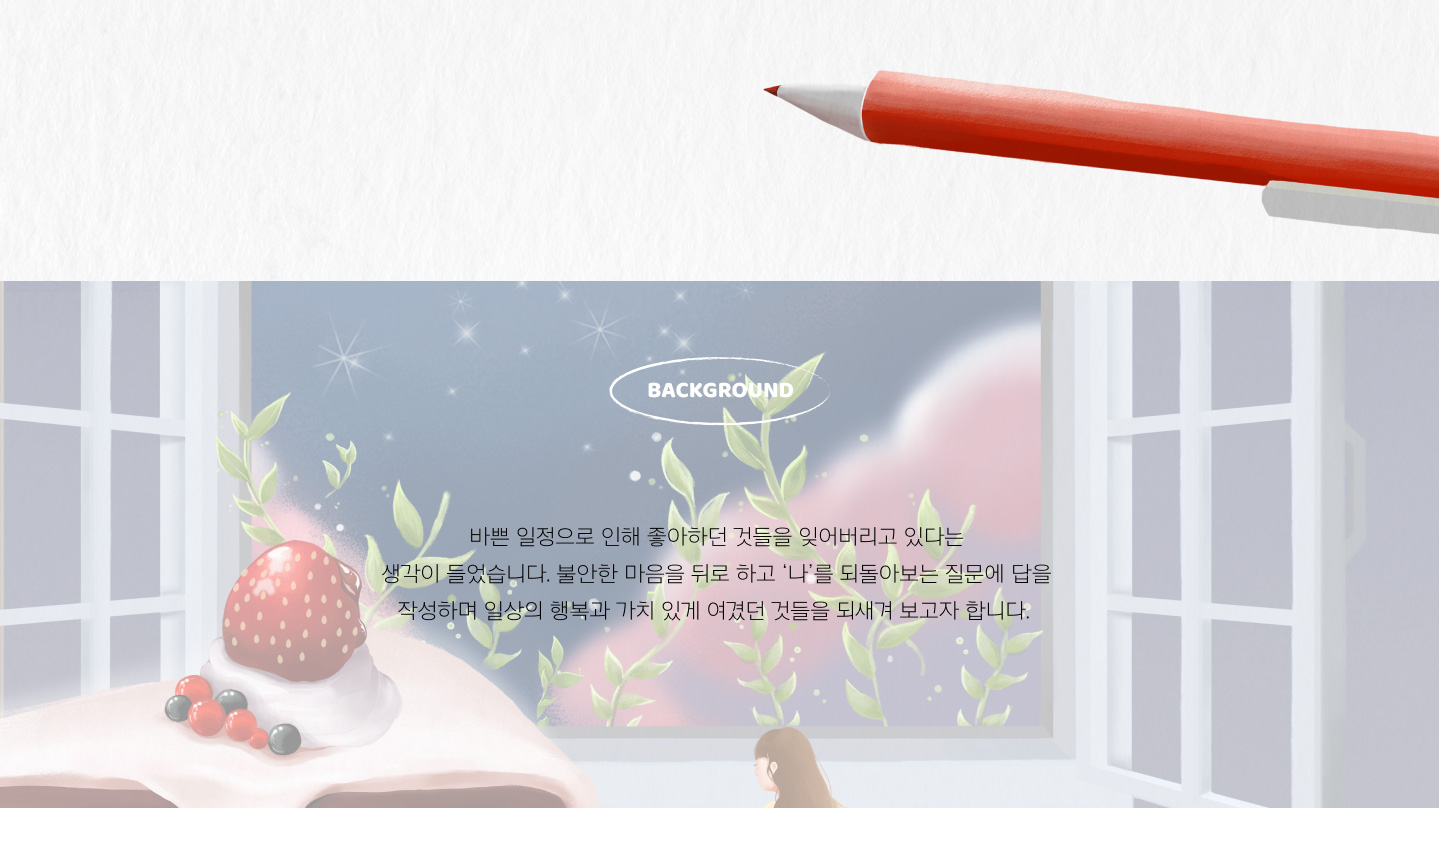 BACKGROUND
바쁜 일정으로 인해 좋아하던 것들을 잊어버리고 있다는
생각이 들었습니다. 불안한 마음을 뒤로 하고 ‘나’를 되돌아보는 질문에 답을
작성하며 일상의 행복과 가치 있게 여겼던 것들을 되새겨 보고자 합니다.